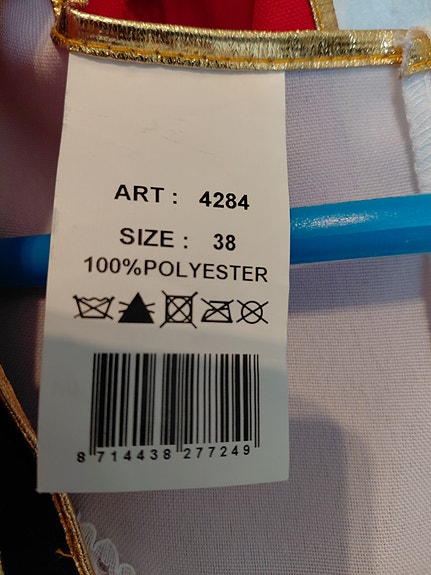 ART : 4284
SIZE : 38
100%POLYESTER
8 714438 277249